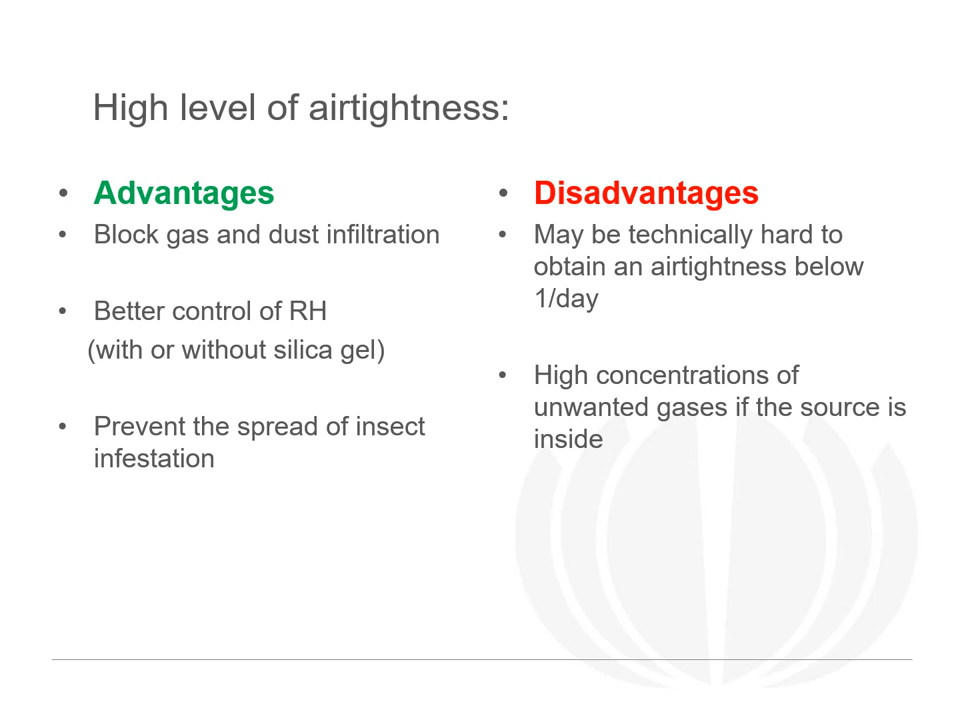 High level of airtightness:
• Advantages
• Block gas and dust infiltration
• Better control of RH
(with or without silica gel)
• Prevent the spread of insect
infestation
• Disadvantages
• May be technically hard to
obtain an airtightness below
1/day
• High concentrations of
unwanted gases if the source is
inside